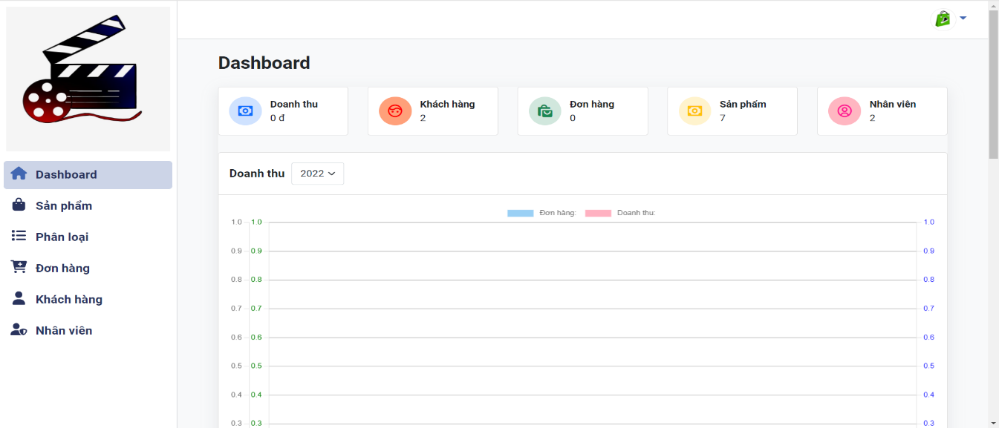 Dashboard
Sản phẩm
Phân loại
Đơn hàng
Khách hàng
Nhân viên
Dashboard
Doanh thu
0 đ
Khách hàng
2
Đơn hàng
0
Sản phẩm
7
Nhân viên
2
Doanh thu 2022
Đơn hàng: Doanh thu:
1.0 1.0 1.0
0.9 0.9 0.9
0.8 0.8 0.8
0.7 0.7 0.7
0.6 0.6 0.6
0.5 0.5 0.5
0.4 0.4 0.4
0.3 0.3 0.3